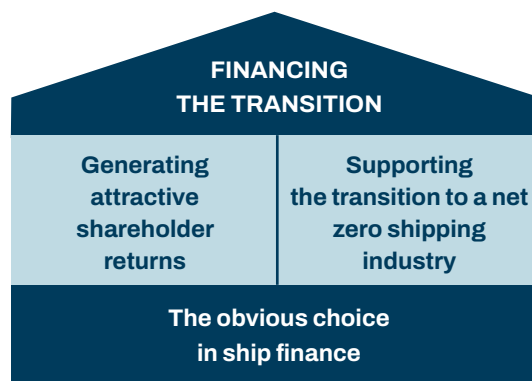 FINANCING
THE TRANSITION
Generating
attractive
shareholder
returns
Supporting
the transition to a net
zero shipping
industry
The obvious choice
in ship finance